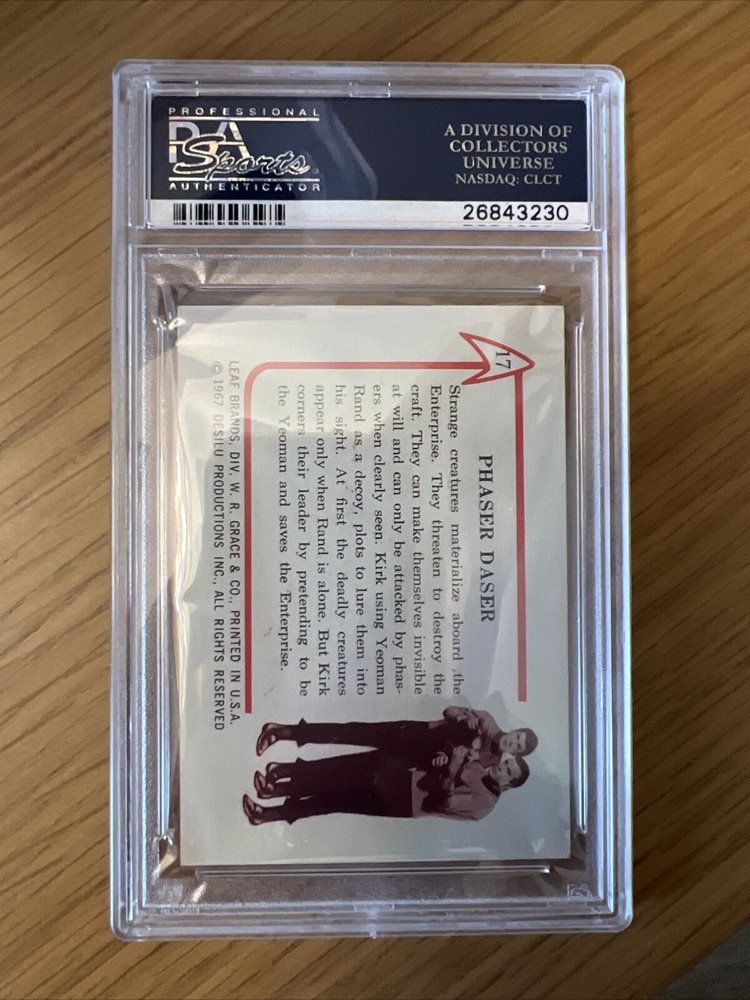 PROFESSIONAL
PSA
Sports
AUTHENTICATOR
A DIVISION OF
COLLECTORS
UNIVERSE
NASDAQ: CLCT
26843230
17
PHASER DASER
Strange creatures materialize aboard the
Enterprise. They threaten to destroy the
craft. They can make themselves invisible
at will and can only be attacked by phas-
ers when clearly seen. Kirk using Yeoman
Rand as a decoy, plots to lure them into
his sight. At first the deadly creatures
appear only when Rand is alone. But Kirk
corners their leader by pretending to be
the Yeoman and saves the Enterprise.
LEAF BRANDS, DIV. W. R. GRACE & CO., PRINTED IN U.S.A.
© 1967 DESILU PRODUCTIONS INC., ALL RIGHTS RESERVED